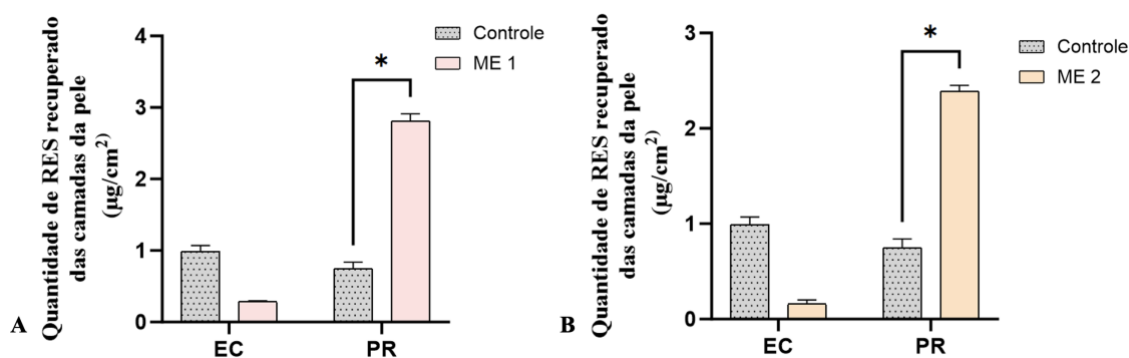 Quantidade de RES recuperado
das camadas da pele
(µg/cm²)
4
3
2
1
0
*
Controle
ME 1
EC
PR
A
Quantidade de RES recuperado
das camadas da pele
(µg/cm²)
3
2
1
0
*
Controle
ME 2
EC
PR
B